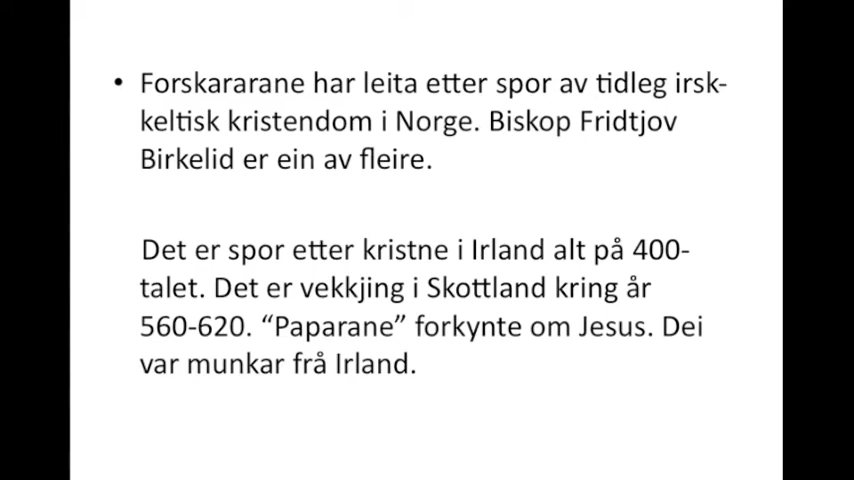 • Forskararane har leita etter spor av tidleg irsk-
keltisk kristendom i Norge. Biskop Fridtjov
Birkelid er ein av fleire.
Det er spor etter kristne i Irland alt på 400-
talet. Det er vekkjing i Skottland kring år
560-620. “Paparane” forkynte om Jesus. Dei
var munkar frå Irland.